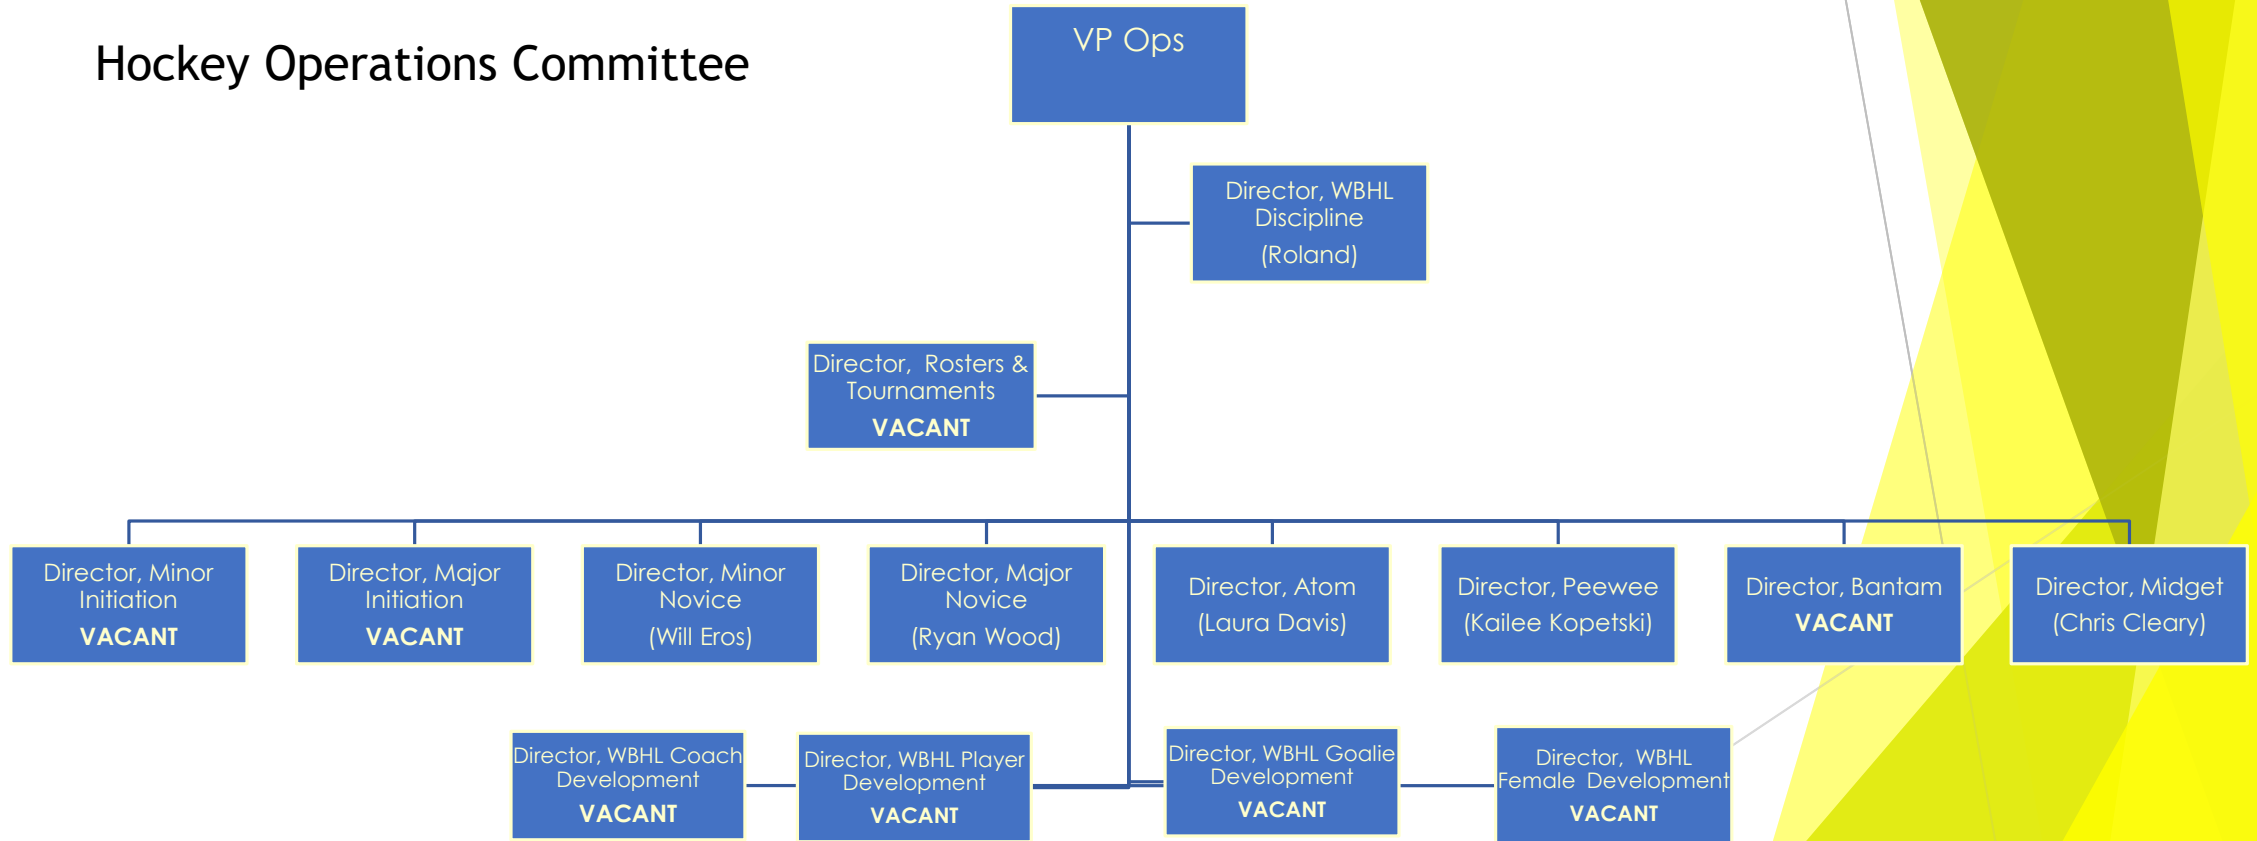 Hockey Operations Committee
VP Ops
Director, WBHL
Discipline
(Roland)
Director, Rosters &
Tournaments
VACANT
Director, Minor
Initiation
VACANT
Director, Major
Initiation
VACANT
Director, Minor
Novice
(Will Eros)
Director, Major
Novice
(Ryan Wood)
Director, Atom
(Laura Davis)
Director, Peewee
(Kailee Kopetski)
Director, Bantam
VACANT
Director, Midget
(Chris Cleary)
Director, WBHL Coach
Development
VACANT
Director, WBHL Player
Development
VACANT
Director, WBHL Goalie
Development
VACANT
Director, WBHL
Female Development
VACANT